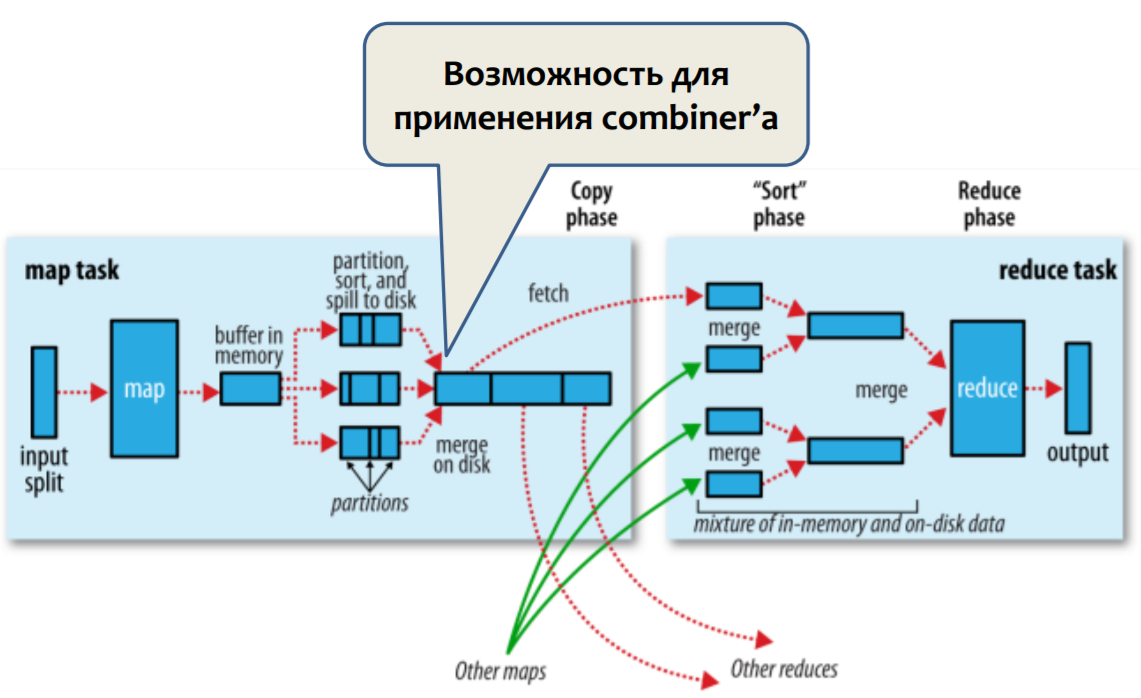 Возможность для
применения combiner’а
Copy
phase
“Sort”
phase
Reduce
phase
map task
partition,
sort, and
spill to disk
fetch
reduce task
buffer in
memory
merge
map
merge
reduce
input
split
merge
on disk
merge
output
partitions
mixture of in-memory and on-disk data
Other maps
Other reduces